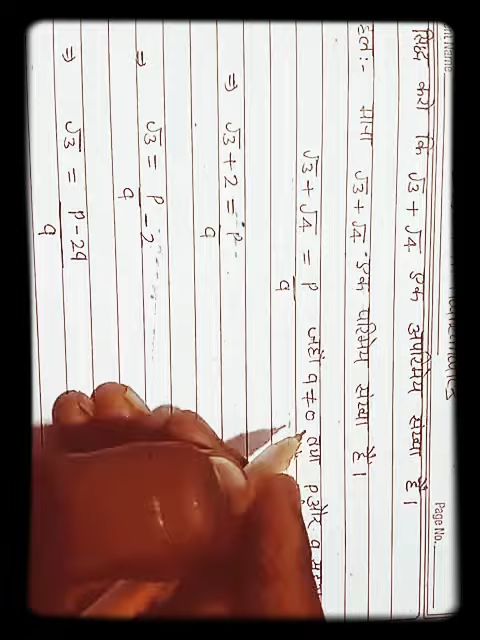 सिद्ध करो कि √3 + √4 एक अपरिमेय संख्या है।
हल:- माना √3 + √4 एक परिमेय संख्या है।
√3 + √4 = p/q जहाँ q ≠ 0 तथा p और q
⇒ √3 + 2 = p/q
⇒ √3 = p/q - 2
⇒ √3 = p - 2q/q
Page No.